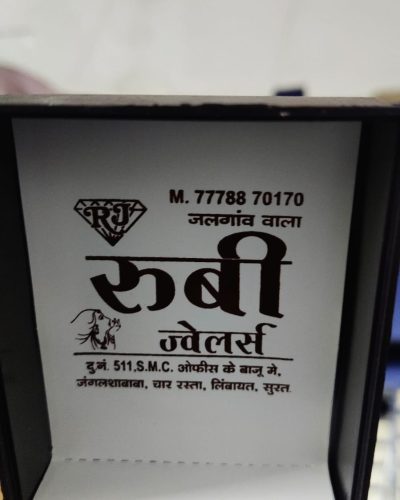 RJ
M. 77788 70170
जलगांव वाला
रुबी
ज्वेलर्स
दु.नं. 511,S.M.C. ओफीस के बाजू मे,
जंगलशाबाबा, चार रस्ता, लिंबायत, सुरत.